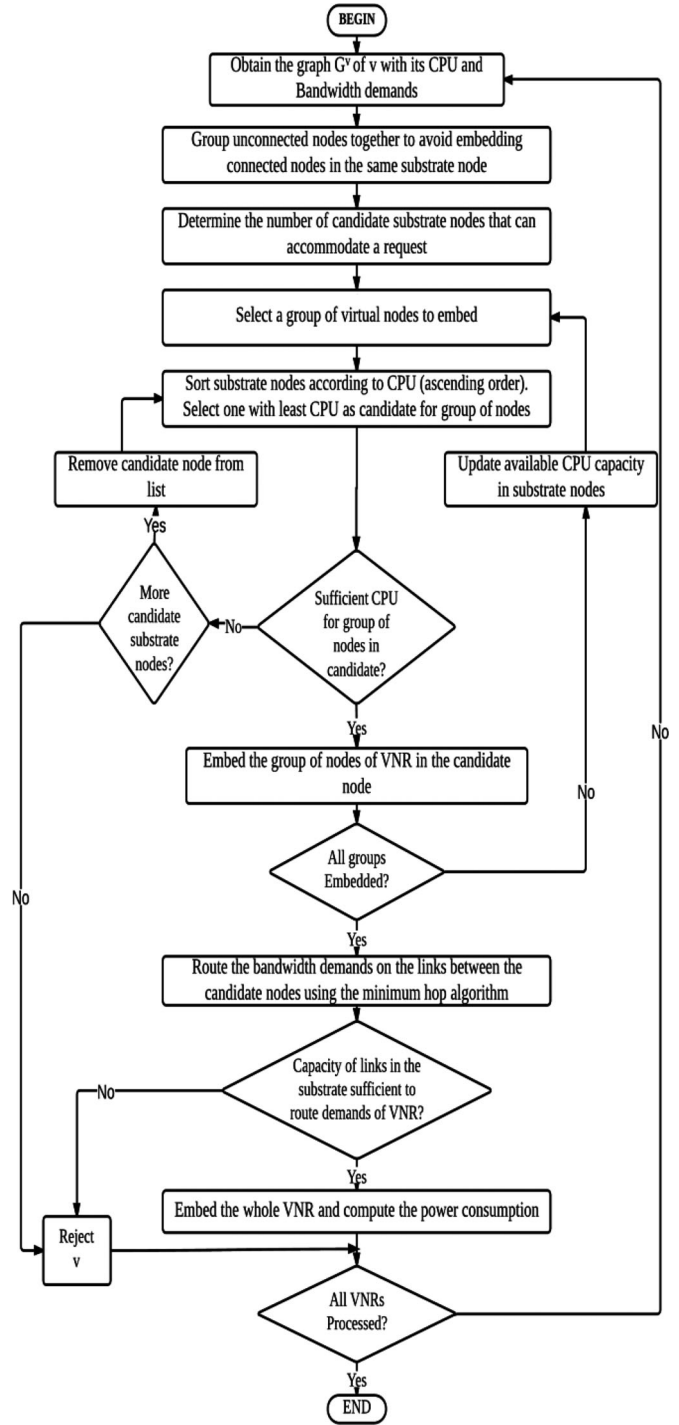 BEGIN
Obtain the graph Gᵛ of v with its CPU and
Bandwidth demands
Group unconnected nodes together to avoid embedding
connected nodes in the same substrate node
Determine the number of candidate substrate nodes that can
accommodate a request
Select a group of virtual nodes to embed
Sort substrate nodes according to CPU (ascending order).
Select one with least CPU as candidate for group of nodes
Remove candidate node from
list
Update available CPU capacity
in substrate nodes
Yes
More
candidate
substrate
nodes?
No
Sufficient CPU
for group of
nodes in
candidate?
Yes
No
Embed the group of nodes of VNR in the candidate
node
No
All groups
Embedded?
No
Yes
Route the bandwidth demands on the links between the
candidate nodes using the minimum hop algorithm
Capacity of links in the
substrate sufficient to
route demands of VNR?
No
Yes
Embed the whole VNR and compute the power consumption
Reject
v
All VNRs
Processed?
Yes
END